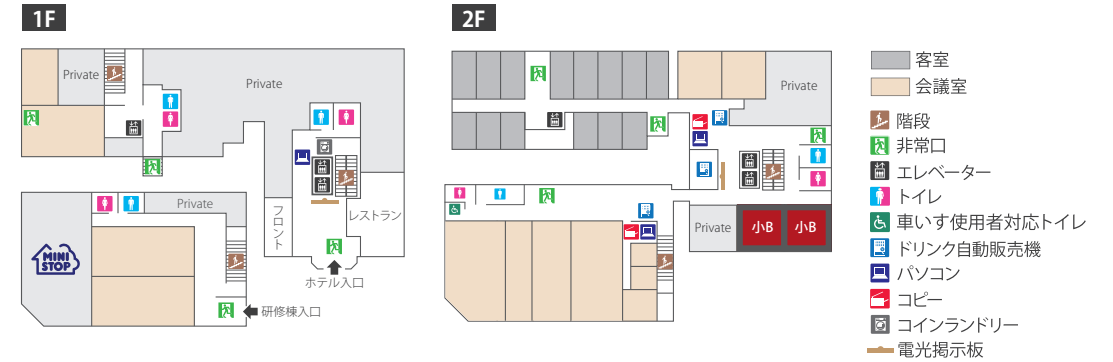 1F
Private
Private
フロント
レストラン
ホテル入口
Private
MINI
STOP
研修棟入口
2F
Private
Private
小B
小B
客室
会議室
階段
非常口
エレベーター
トイレ
車いす使用者対応トイレ
ドリンク自動販売機
パソコン
コピー
コインランドリー
電光掲示板